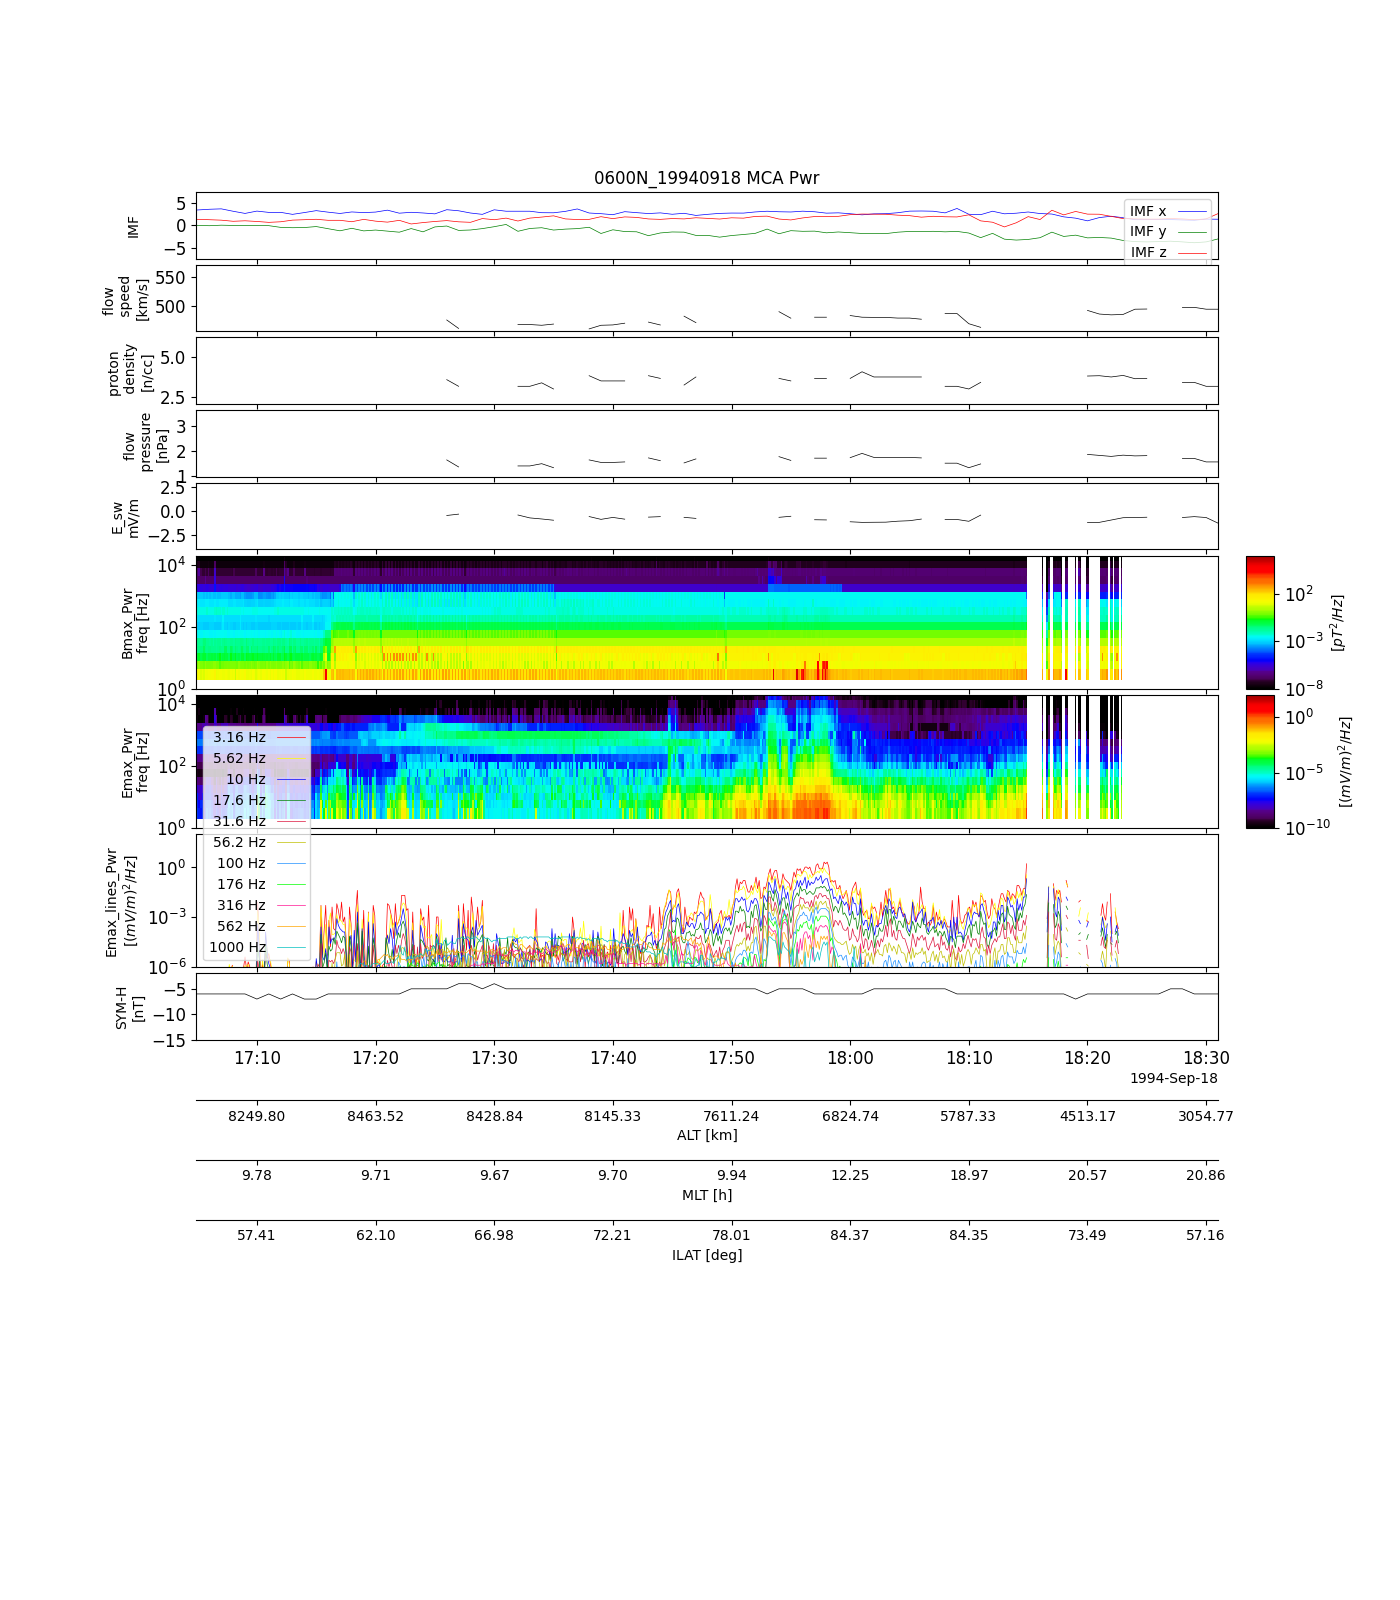 0600N_19940918 MCA Pwr
5
0
−5
IMF
IMF x
IMF y
IMF z
550
500
flow
speed
[km/s]
5.0
2.5
proton
density
[n/cc]
3
2
1
flow
pressure
[nPa]
2.5
0.0
−2.5
E_sw
mV/m
10^4
10^2
10^0
Bmax_Pwr
freq [Hz]
10^2
10^−3
10^−8
[pT^2/Hz]
10^4
10^2
10^0
Emax_Pwr
freq [Hz]
10^0
10^−5
10^−10
[(mV/m)^2/Hz]
3.16 Hz
5.62 Hz
10 Hz
17.6 Hz
31.6 Hz
56.2 Hz
100 Hz
176 Hz
316 Hz
562 Hz
1000 Hz
10^0
10^−3
10^−6
Emax_lines_Pwr
[(mV/m)^2/Hz]
−5
−10
−15
SYM-H
[nT]
17:10 17:20 17:30 17:40 17:50 18:00 18:10 18:20 18:30
1994-Sep-18
8249.80 8463.52 8428.84 8145.33 7611.24 6824.74 5787.33 4513.17 3054.77
ALT [km]
9.78 9.71 9.67 9.70 9.94 12.25 18.97 20.57 20.86
MLT [h]
57.41 62.10 66.98 72.21 78.01 84.37 84.35 73.49 57.16
ILAT [deg]